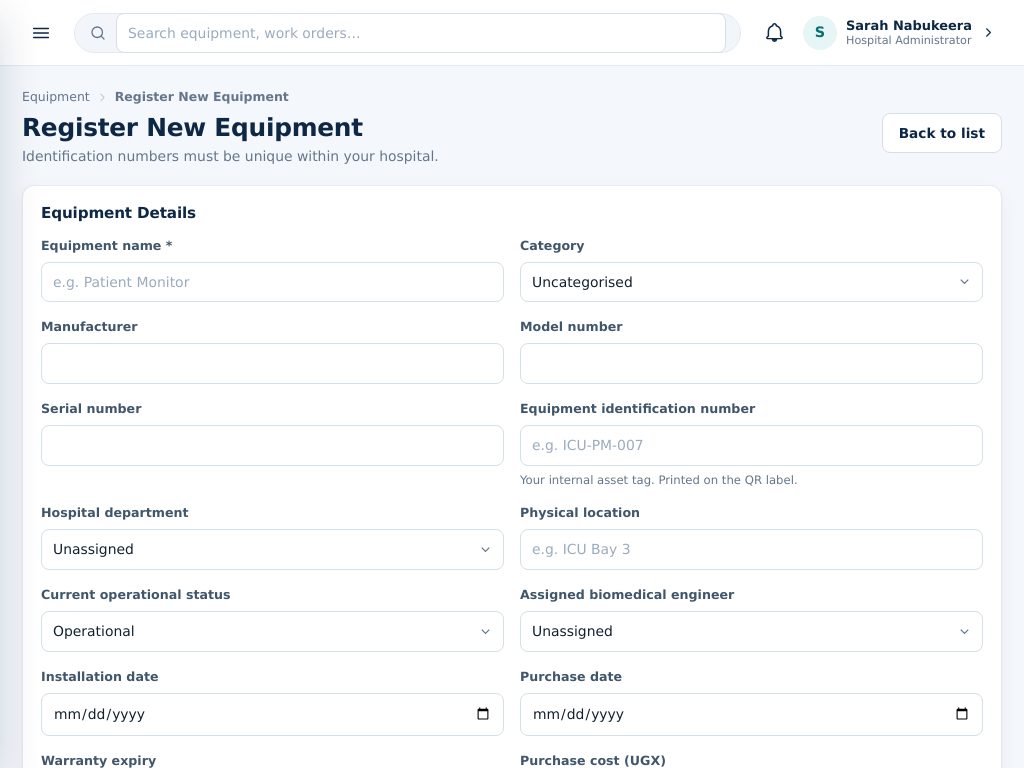 Search equipment, work orders...
S
Sarah Nabukeera
Hospital Administrator
Equipment
Register New Equipment
Register New Equipment
Identification numbers must be unique within your hospital.
Back to list
Equipment Details
Equipment name *
Category
e.g. Patient Monitor
Uncategorised
Manufacturer
Model number
Serial number
Equipment identification number
e.g. ICU-PM-007
Your internal asset tag. Printed on the QR label.
Hospital department
Physical location
Unassigned
e.g. ICU Bay 3
Current operational status
Assigned biomedical engineer
Operational
Unassigned
Installation date
Purchase date
mm/dd/yyyy
mm/dd/yyyy
Warranty expiry
Purchase cost (UGX)